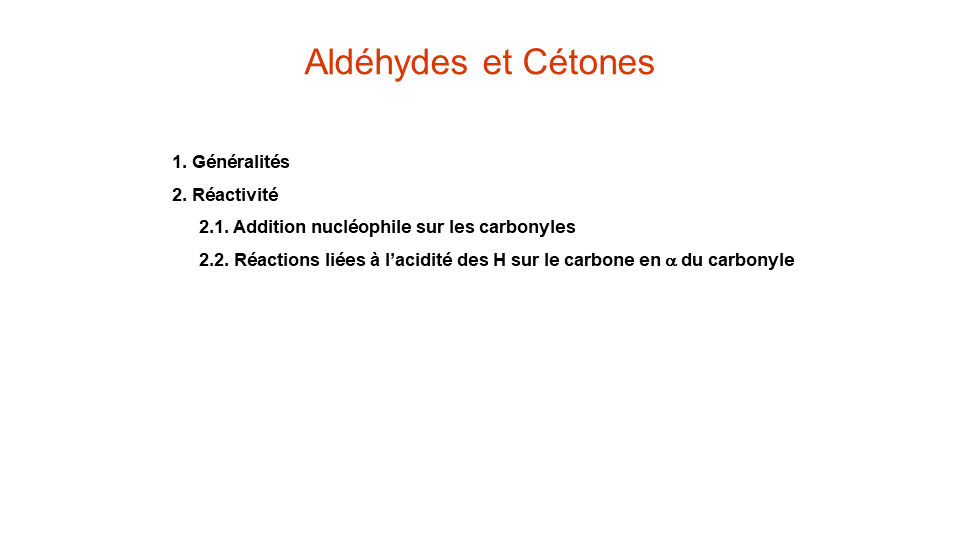 Aldéhydes et Cétones
1. Généralités
2. Réactivité
2.1. Addition nucléophile sur les carbonyles
2.2. Réactions liées à l’acidité des H sur le carbone en α du carbonyle